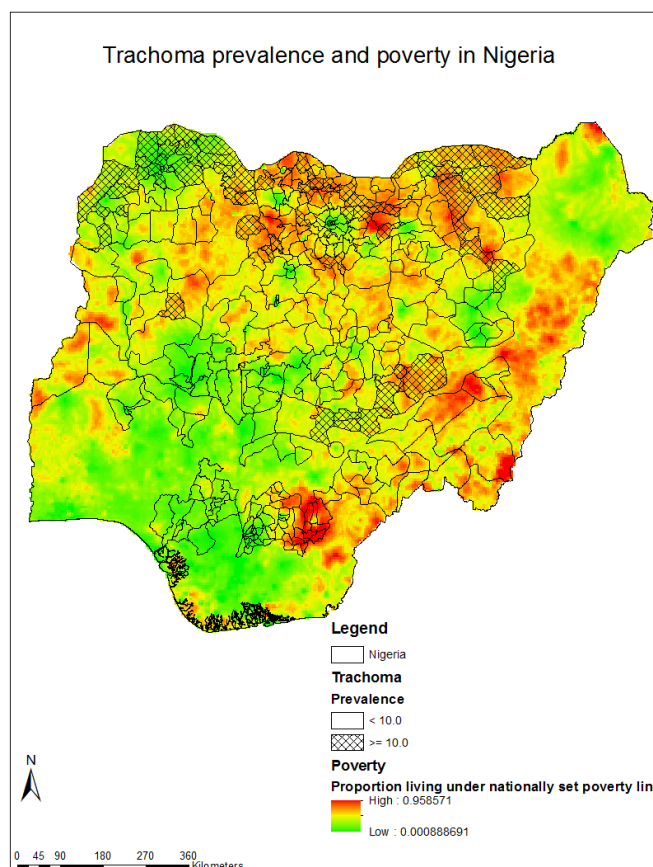 Trachoma prevalence and poverty in Nigeria
Legend
Nigeria
Trachoma
Prevalence
< 10.0
>= 10.0
Poverty
Proportion living under nationally set poverty lin
High : 0.958571
Low : 0.000888691
N
0 45 90 180 270 360
Kilometers